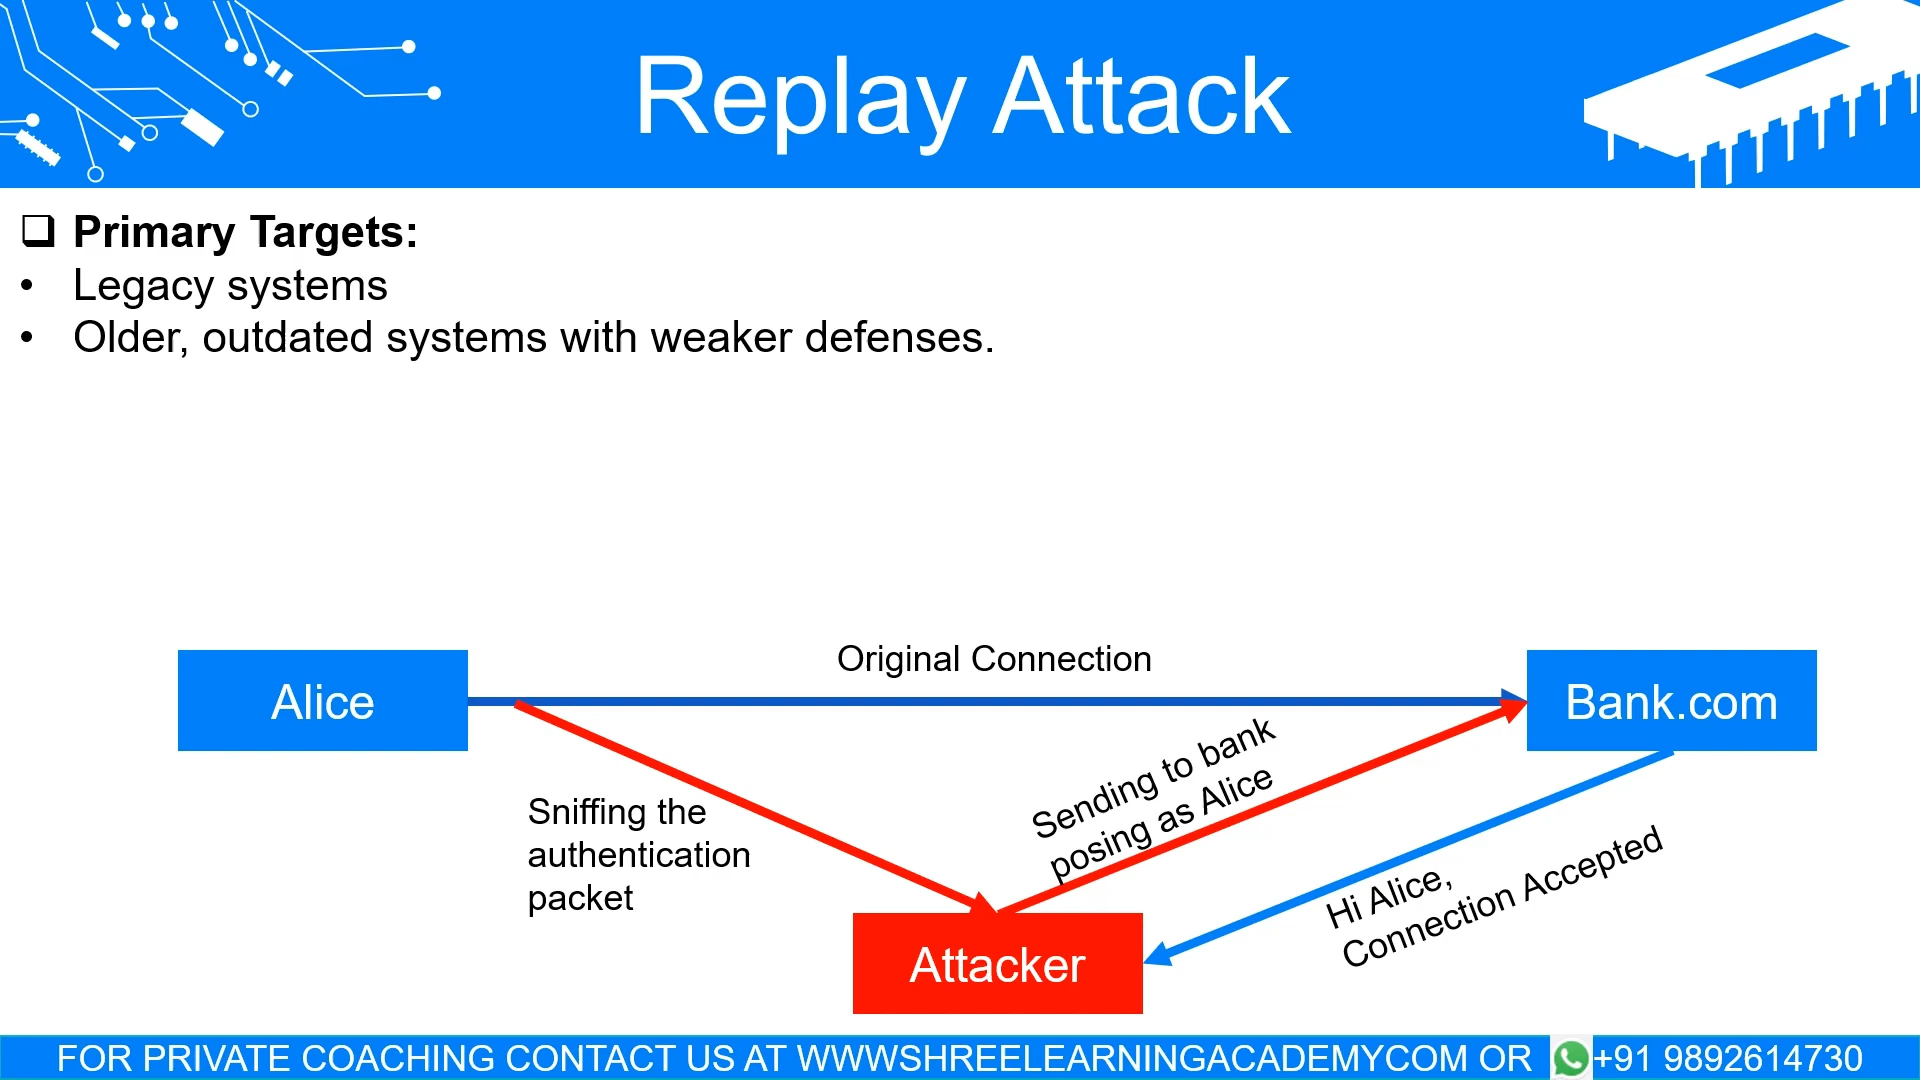 Replay Attack
Primary Targets:
• Legacy systems
• Older, outdated systems with weaker defenses.
Original Connection
Alice
Bank.com
Sending to bank
posing as Alice
Sniffing the
authentication
packet
Hi Alice,
Connection Accepted
Attacker
FOR PRIVATE COACHING CONTACT US AT WWWSHREELEARNINGACADEMYCOM OR +91 9892614730